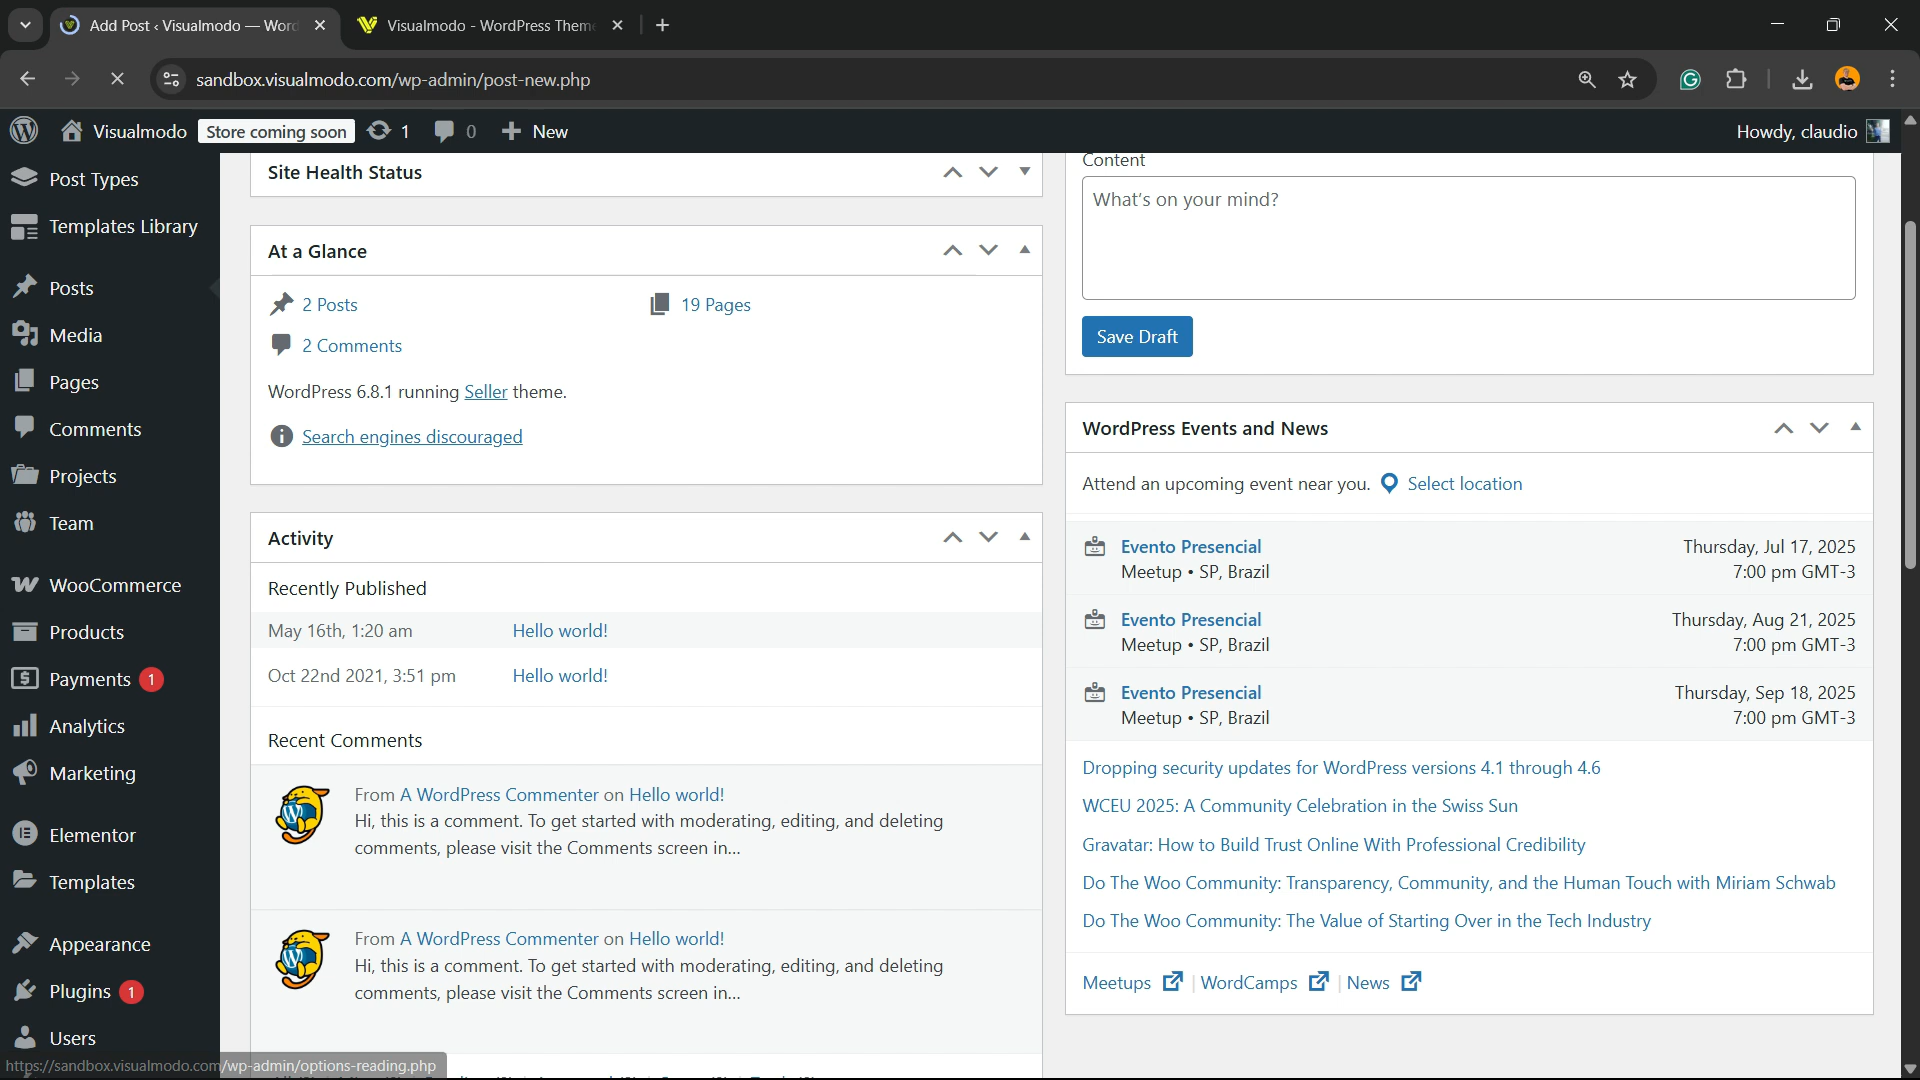 Add Post ‹ Visualmodo — Word
Visualmodo - WordPress Theme
sandbox.visualmodo.com/wp-admin/post-new.php
Visualmodo
Store coming soon
1
0
New
Howdy, claudio
Post Types
Templates Library
Posts
Media
Pages
Comments
Projects
Team
WooCommerce
Products
Payments 1
Analytics
Marketing
Elementor
Templates
Appearance
Plugins 1
Users
https://sandbox.visualmodo.com/wp-admin/options-reading.php
Site Health Status
At a Glance
2 Posts
19 Pages
2 Comments
WordPress 6.8.1 running Seller theme.
Search engines discouraged
Activity
Recently Published
May 16th, 1:20 am Hello world!
Oct 22nd 2021, 3:51 pm Hello world!
Recent Comments
From A WordPress Commenter on Hello world!
Hi, this is a comment. To get started with moderating, editing, and deleting
comments, please visit the Comments screen in...
From A WordPress Commenter on Hello world!
Hi, this is a comment. To get started with moderating, editing, and deleting
comments, please visit the Comments screen in...
Content
What's on your mind?
Save Draft
WordPress Events and News
Attend an upcoming event near you. Select location
Evento Presencial Thursday, Jul 17, 2025
Meetup • SP, Brazil 7:00 pm GMT-3
Evento Presencial Thursday, Aug 21, 2025
Meetup • SP, Brazil 7:00 pm GMT-3
Evento Presencial Thursday, Sep 18, 2025
Meetup • SP, Brazil 7:00 pm GMT-3
Dropping security updates for WordPress versions 4.1 through 4.6
WCEU 2025: A Community Celebration in the Swiss Sun
Gravatar: How to Build Trust Online With Professional Credibility
Do The Woo Community: Transparency, Community, and the Human Touch with Miriam Schwab
Do The Woo Community: The Value of Starting Over in the Tech Industry
Meetups | WordCamps | News